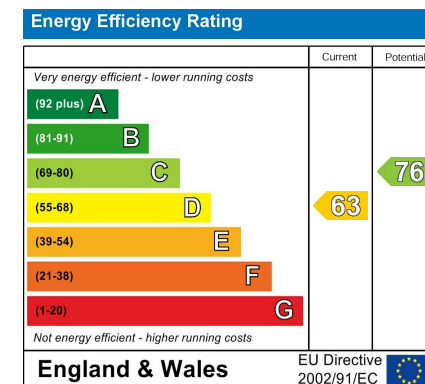 Energy Efficiency Rating
Current Potential
Very energy efficient - lower running costs
(92 plus) A
(81-91) B
(69-80) C 76
(55-68) D 63
(39-54) E
(21-38) F
(1-20) G
Not energy efficient - higher running costs
England & Wales
EU Directive
2002/91/EC